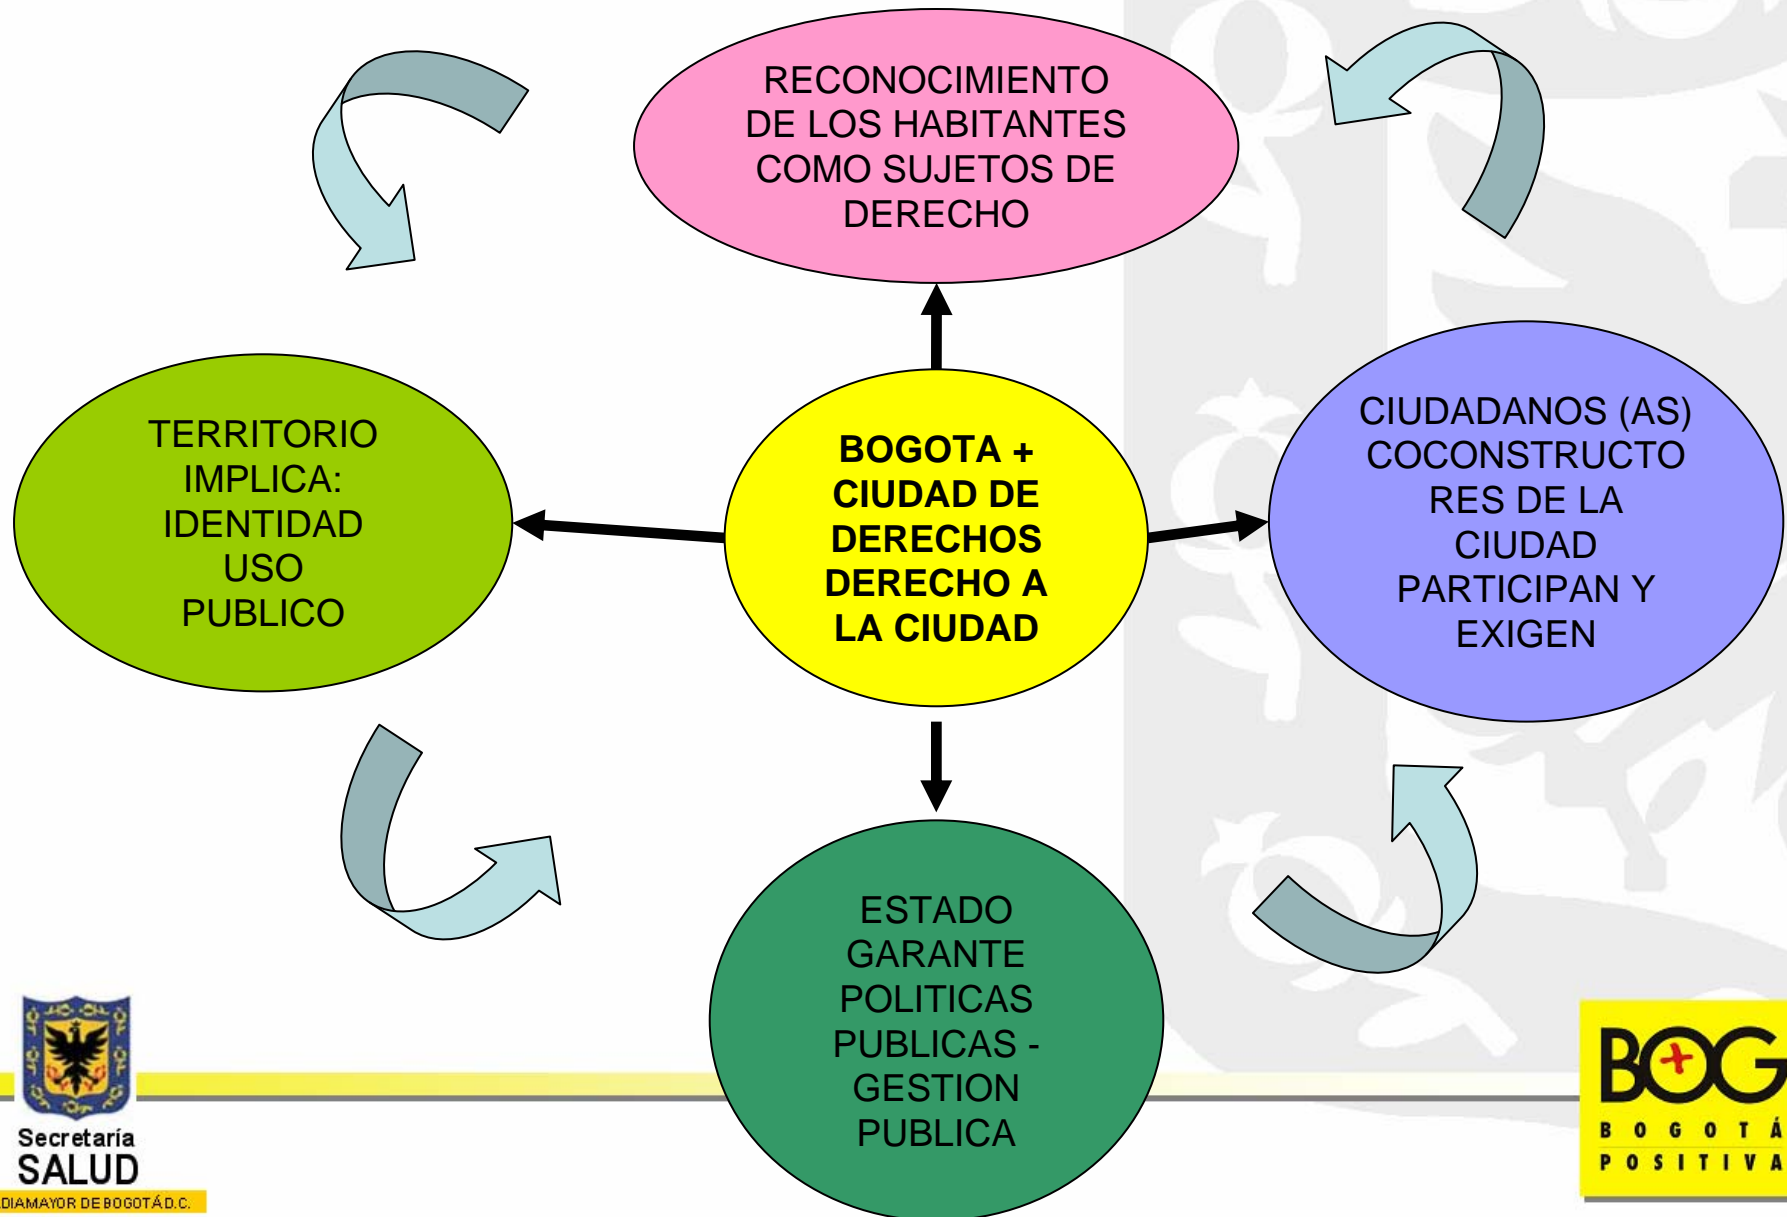 RECONOCIMIENTO
DE LOS HABITANTES
COMO SUJETOS DE
DERECHO
TERRITORIO
IMPLICA:
IDENTIDAD
USO
PUBLICO
BOGOTA +
CIUDAD DE
DERECHOS
DERECHO A
LA CIUDAD
CIUDADANOS (AS)
COCONSTRUCTO
RES DE LA
CIUDAD
PARTICIPAN Y
EXIGEN
ESTADO
GARANTE
POLITICAS
PUBLICAS -
GESTION
PUBLICA
Secretaría
SALUD
DIAMAYOR DE BOGOTÁ D.C.
BOG
BOGOTÁ
POSITIVA